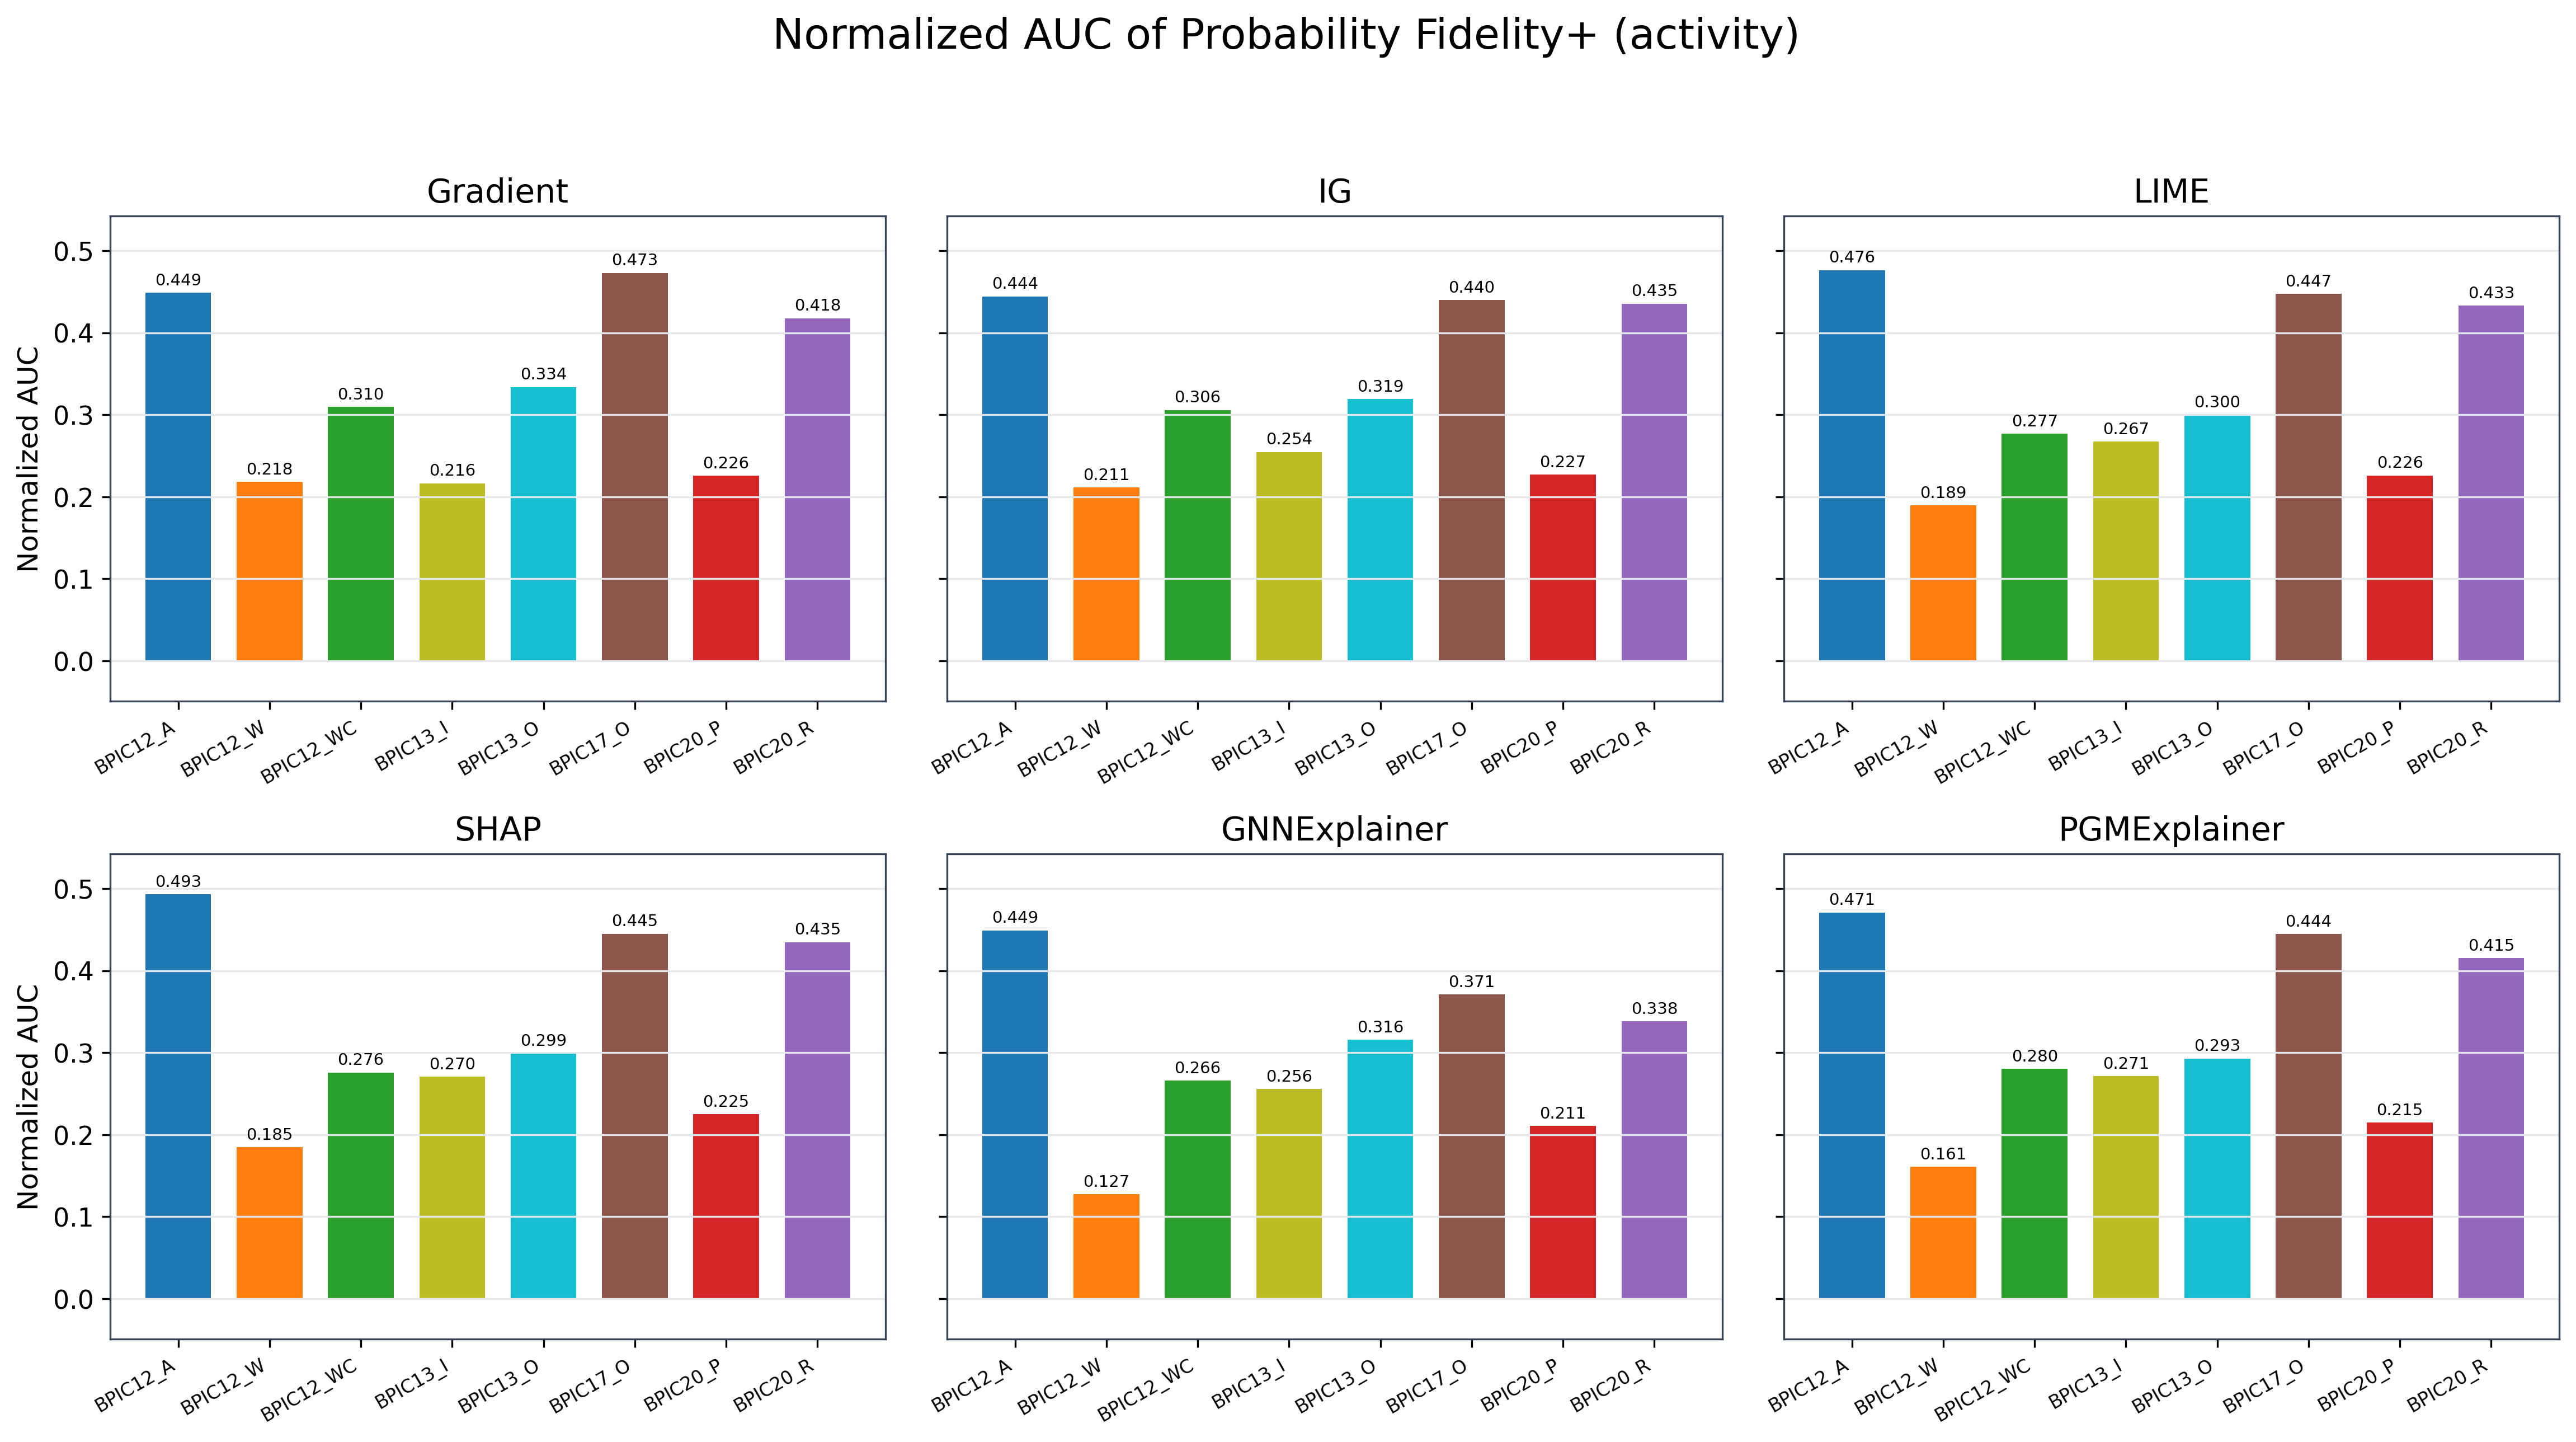 Normalized AUC of Probability Fidelity+ (activity)
Gradient
Normalized AUC
0.5
0.4
0.3
0.2
0.1
0.0
0.449
0.218
0.310
0.216
0.334
0.473
0.226
0.418
BPIC12_A
BPIC12_W
BPIC12_WC
BPIC13_I
BPIC13_O
BPIC17_O
BPIC20_P
BPIC20_R
IG
0.444
0.211
0.306
0.254
0.319
0.440
0.227
0.435
BPIC12_A
BPIC12_W
BPIC12_WC
BPIC13_I
BPIC13_O
BPIC17_O
BPIC20_P
BPIC20_R
LIME
0.476
0.189
0.277
0.267
0.300
0.447
0.226
0.433
BPIC12_A
BPIC12_W
BPIC12_WC
BPIC13_I
BPIC13_O
BPIC17_O
BPIC20_P
BPIC20_R
SHAP
Normalized AUC
0.5
0.4
0.3
0.2
0.1
0.0
0.493
0.185
0.276
0.270
0.299
0.445
0.225
0.435
BPIC12_A
BPIC12_W
BPIC12_WC
BPIC13_I
BPIC13_O
BPIC17_O
BPIC20_P
BPIC20_R
GNNExplainer
0.449
0.127
0.266
0.256
0.316
0.371
0.211
0.338
BPIC12_A
BPIC12_W
BPIC12_WC
BPIC13_I
BPIC13_O
BPIC17_O
BPIC20_P
BPIC20_R
PGMExplainer
0.471
0.161
0.280
0.271
0.293
0.444
0.215
0.415
BPIC12_A
BPIC12_W
BPIC12_WC
BPIC13_I
BPIC13_O
BPIC17_O
BPIC20_P
BPIC20_R